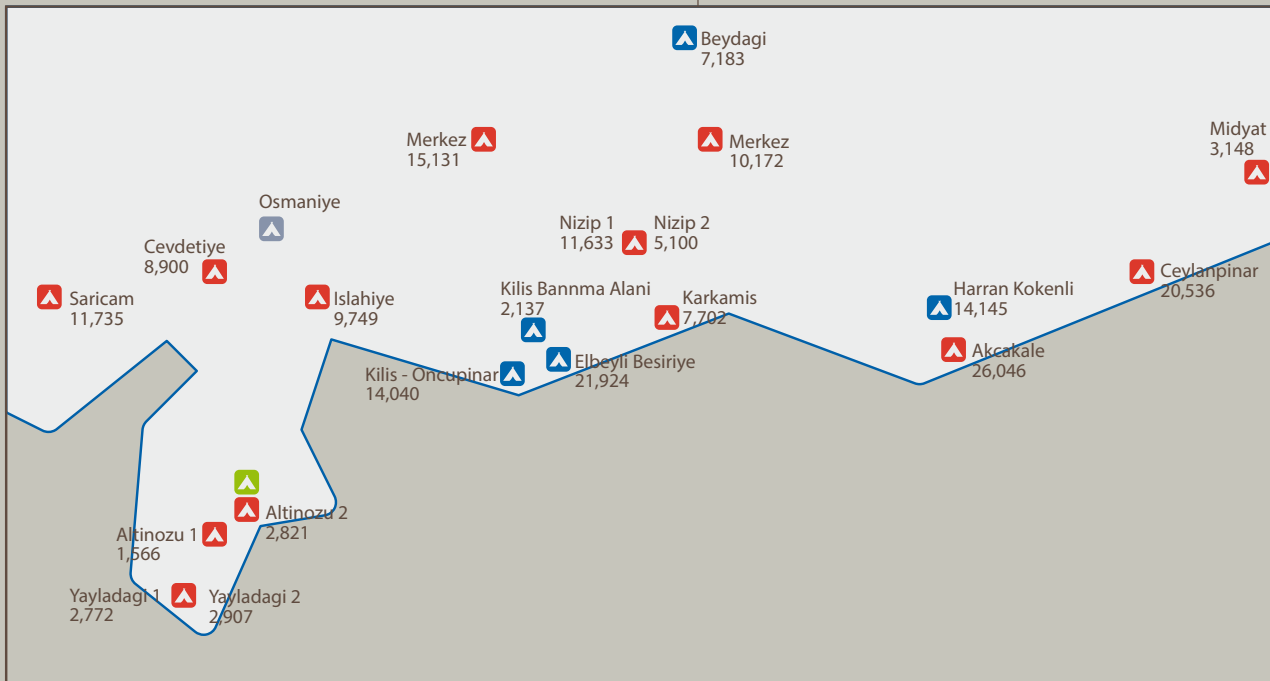 Beydagi
7,183
Merkez
15,131
Merkez
10,172
Midyat
3,148
Osmaniye
Cevdetiye
8,900
Nizip 1
11,633
Nizip 2
5,100
Saricam
11,735
Islahiye
9,749
Kilis Bannma Alani
2,137
Karkamis
7,702
Harran Kokenli
14,145
Ceylanpinar
20,536
Kilis - Oncupinar
14,040
Elbeyli Besiriye
21,924
Akcakale
26,046
Altinozu 2
2,821
Altinozu 1
1,566
Yayladagi 1
2,772
Yayladagi 2
2,907